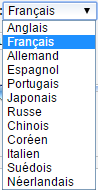 : Français
Anglais
Français
Allemand
Espagnol
Portugais
Japonais
Russe
Chinois
Coréen
Italien
Suédois
Néerlandais